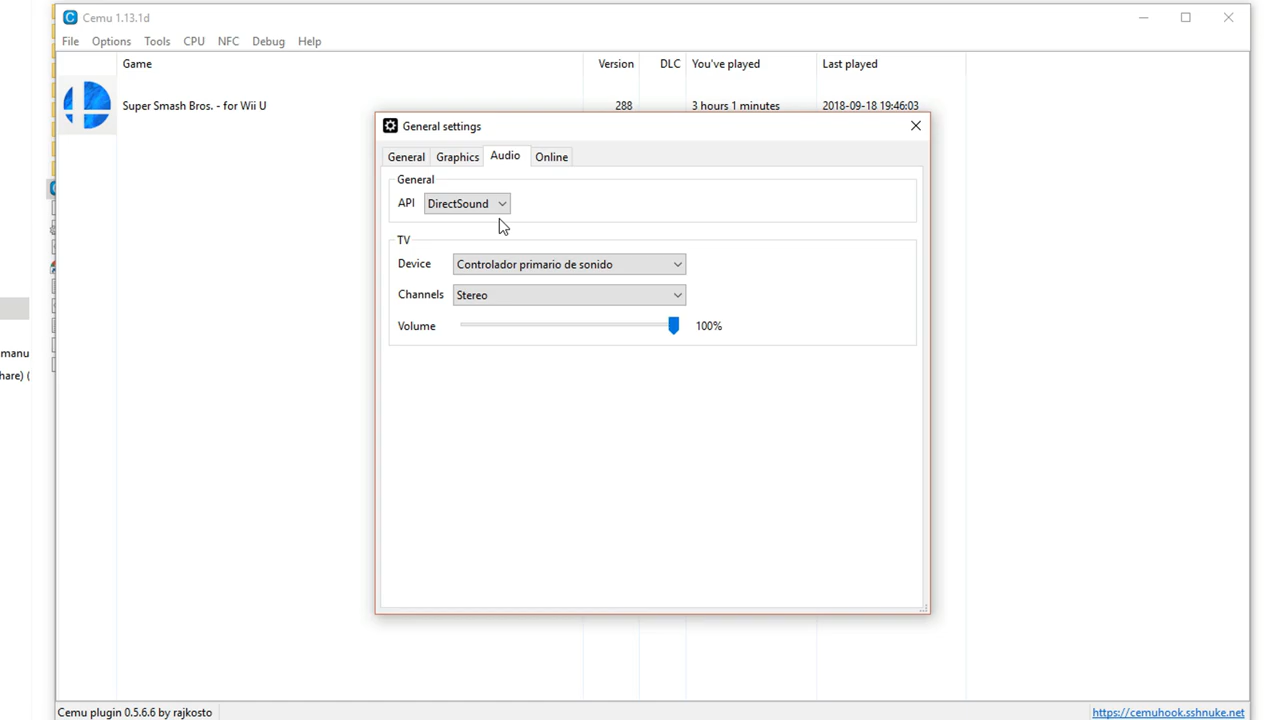 Cemu 1.13.1d
File Options Tools CPU NFC Debug Help
Game Version DLC You've played Last played
Super Smash Bros. - for Wii U 288 3 hours 1 minutes 2018-09-18 19:46:03
General settings
General Graphics Audio Online
General
API DirectSound
TV
Device Controlador primario de sonido
Channels Stereo
Volume 100%
manu
hare) (
Cemu plugin 0.5.6.6 by rajkosto
https://cemuhook.sshnuke.net